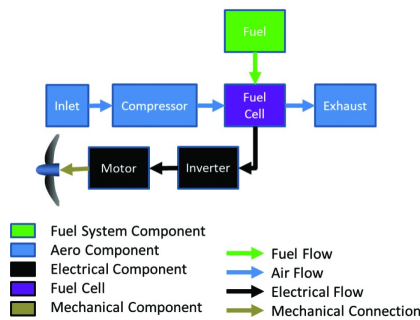 Fuel
Inlet
Compressor
Fuel
Cell
Exhaust
Motor
Inverter
Fuel System Component
Aero Component
Electrical Component
Fuel Cell
Mechanical Component
Fuel Flow
Air Flow
Electrical Flow
Mechanical Connection